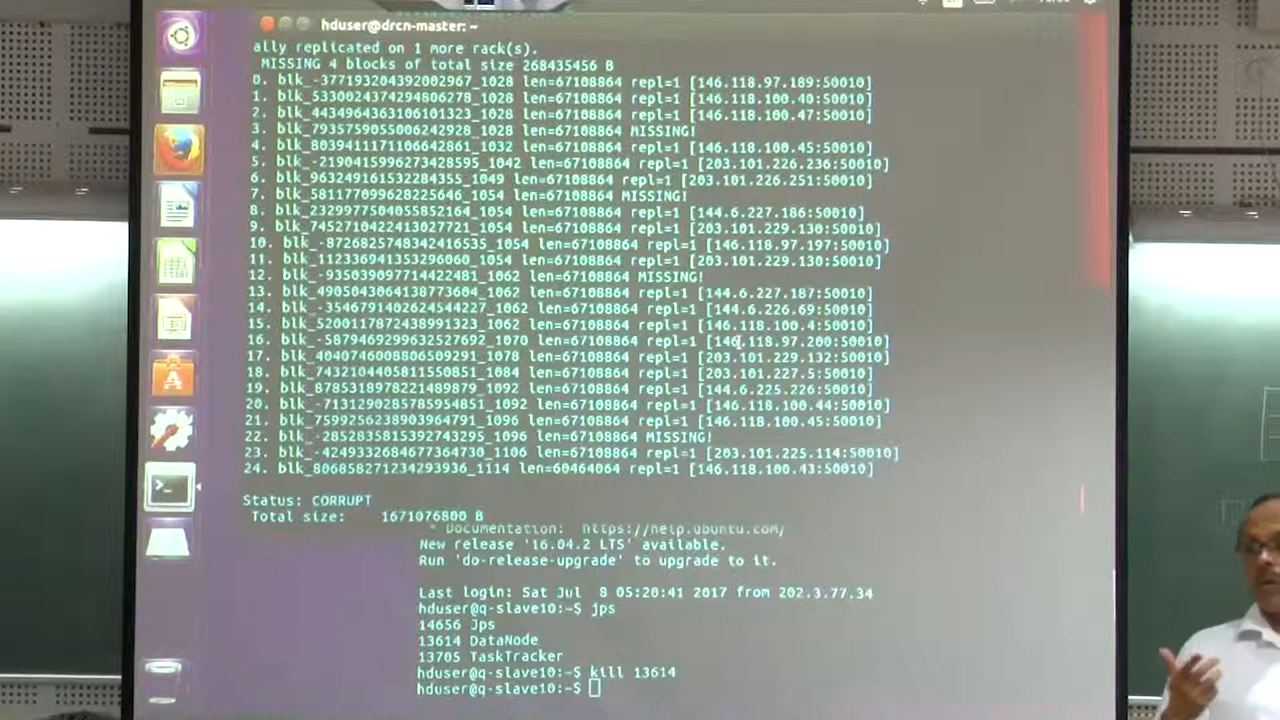 hduser@drcn-master: ~
ally replicated on 1 more rack(s).
MISSING 4 blocks of total size 268435456 B
0. blk_-377193204392002967_1028 len=67108864 repl=1 [146.118.97.189:50010]
1. blk_5330024374294806278_1028 len=67108864 repl=1 [146.118.100.40:50010]
2. blk_4434964363106101323_1028 len=67108864 repl=1 [146.118.100.47:50010]
3. blk_7935759055006242928_1028 len=67108864 MISSING!
4. blk_8039411171106642861_1032 len=67108864 repl=1 [146.118.100.45:50010]
5. blk_-2190415996273428595_1042 len=67108864 repl=1 [203.101.226.236:50010]
6. blk_963249161532284355_1049 len=67108864 repl=1 [203.101.226.251:50010]
7. blk_5811770996282256​46_1054 len=67108864 MISSING!
8. blk_2329977504055852164_1054 len=67108864 repl=1 [144.6.227.186:50010]
9. blk_7452710422413027721_1054 len=67108864 repl=1 [203.101.229.130:50010]
10. blk_-8726825748342416535_1054 len=67108864 repl=1 [146.118.97.197:50010]
11. blk_1123369413532960​60_1054 len=67108864 repl=1 [203.101.229.130:50010]
12. blk_-935039097714422481_1062 len=67108864 MISSING!
13. blk_4905043064138773604_1062 len=67108864 repl=1 [144.6.227.187:50010]
14. blk_-3546791402624544227_1062 len=67108864 repl=1 [144.6.226.69:50010]
15. blk_5200117872438991323_1062 len=67108864 repl=1 [146.118.100.4:50010]
16. blk_-5879469299632527692_1070 len=67108864 repl=1 [146.118.97.200:50010]
17. blk_4040746008806509291_1078 len=67108864 repl=1 [203.101.229.132:50010]
18. blk_7432104405811550851_1084 len=67108864 repl=1 [203.101.227.5:50010]
19. blk_8785318978221489879_1092 len=67108864 repl=1 [144.6.225.226:50010]
20. blk_-7131290285785954851_1092 len=67108864 repl=1 [146.118.100.44:50010]
21. blk_7599256238903964791_1096 len=67108864 repl=1 [146.118.100.45:50010]
22. blk_-2852835815392743295_1096 len=67108864 MISSING!
23. blk_-4249332684677364730_1106 len=67108864 repl=1 [203.101.225.114:50010]
24. blk_8068582712342​93936_1114 len=60464064 repl=1 [146.118.100.43:50010]
Status: CORRUPT
Total size: 1671076800 B
* Documentation: https://help.ubuntu.com/
New release '16.04.2 LTS' available.
Run 'do-release-upgrade' to upgrade to it.
Last login: Sat Jul 8 05:20:41 2017 from 202.3.77.34
hduser@q-slave10:~$ jps
14656 Jps
13614 DataNode
13705 TaskTracker
hduser@q-slave10:~$ kill 13614
hduser@q-slave10:~$